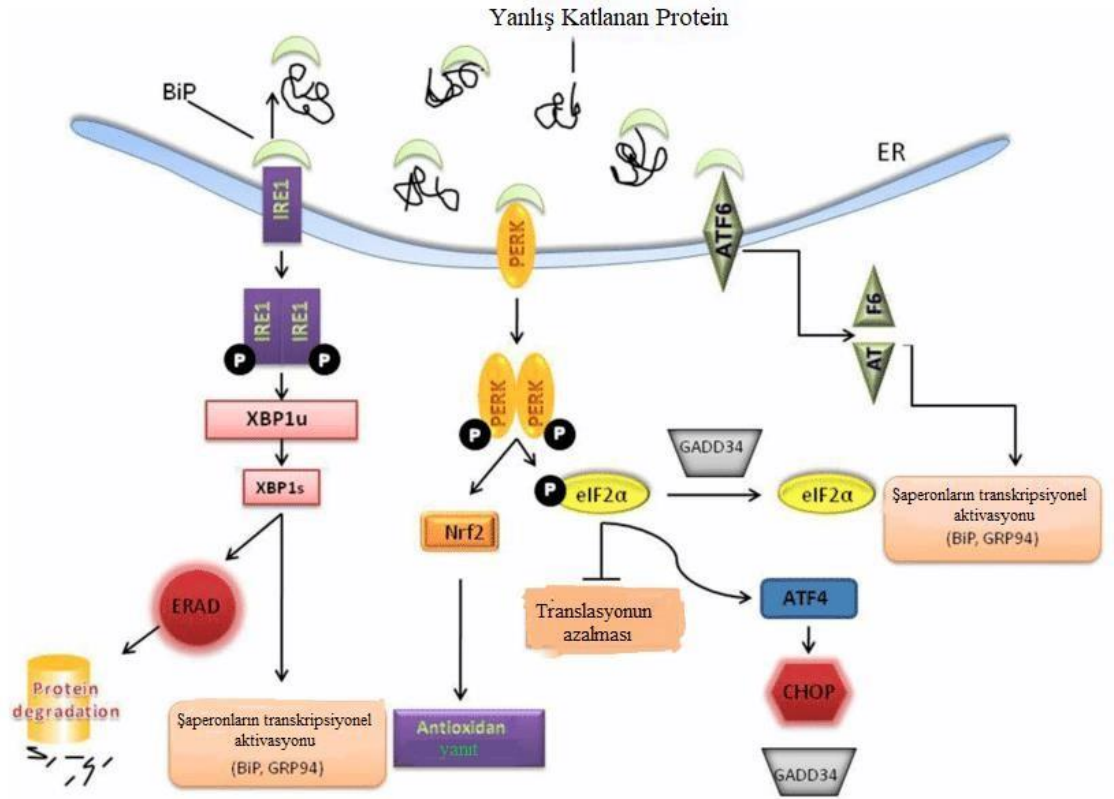 Yanlış Katlanan Protein
BiP
ER
IRE1
PERK
ATF6
IRE1
IRE1
P
P
F6
AT
PERK
PERK
P
P
XBP1u
XBP1s
GADD34
P
eIF2α
eIF2α
Şaperonların transkripsiyonel
aktivasyonu
(BiP, GRP94)
Nrf2
ERAD
Translasyonun
azalması
ATF4
Protein
degradation
CHOP
Şaperonların transkripsiyonel
aktivasyonu
(BiP, GRP94)
Antioxidan
yanıt
GADD34